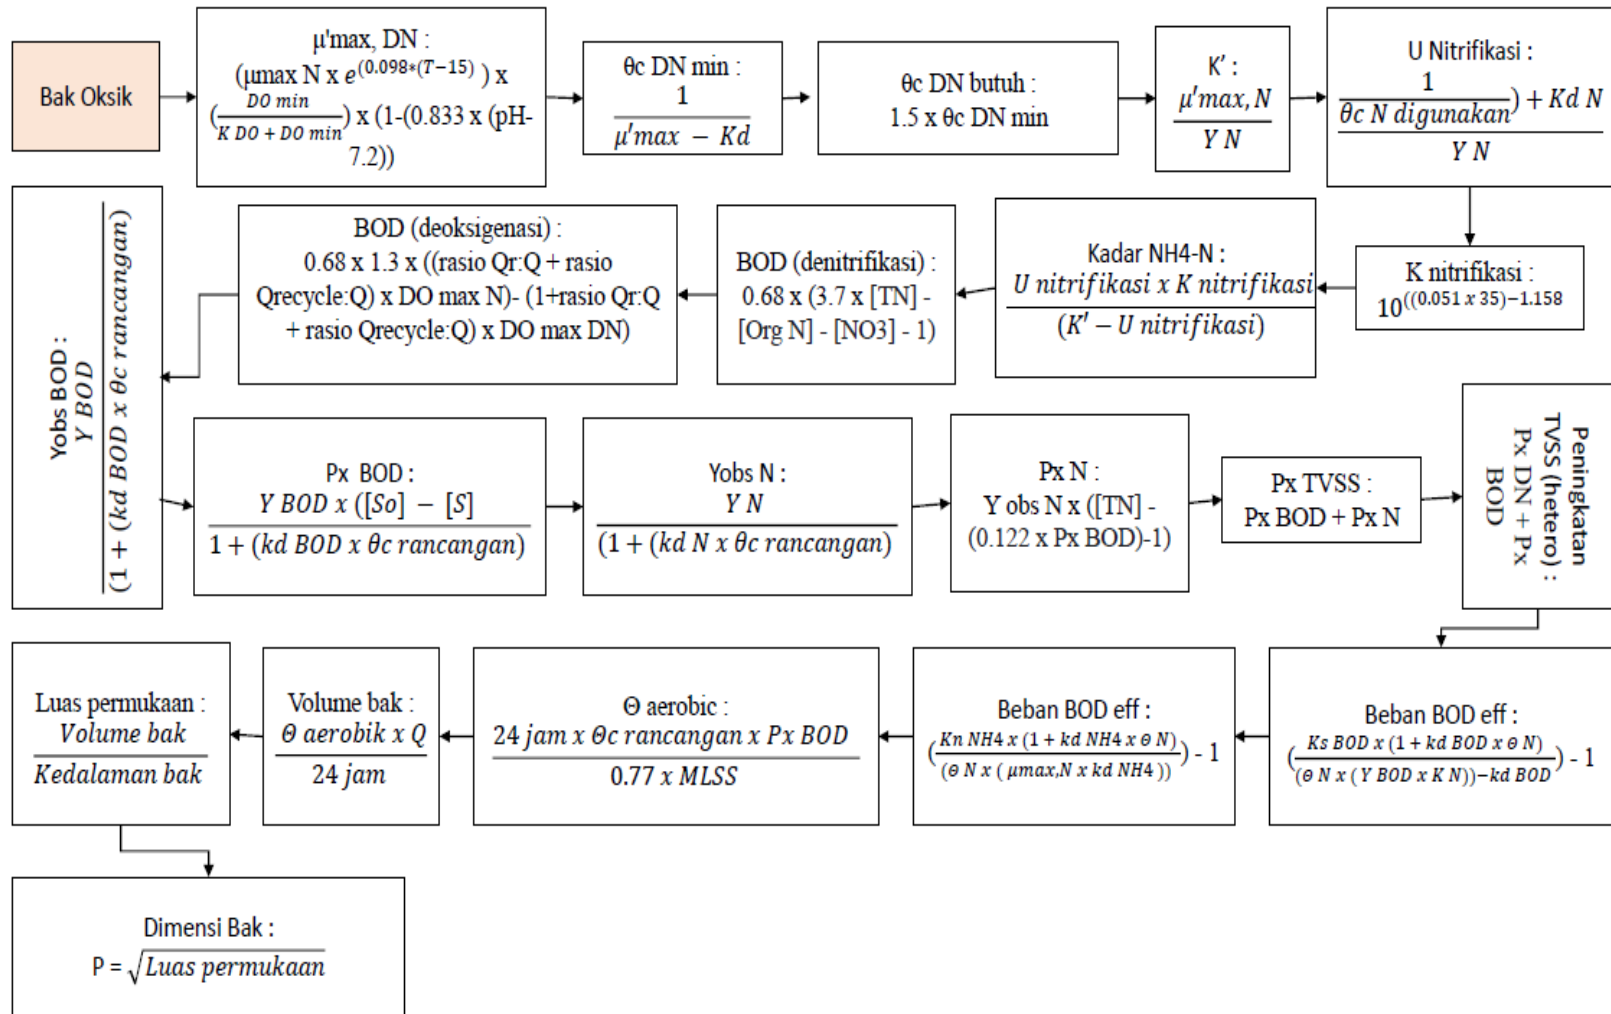 Bak Oksik
μ'max, DN :
(μmax N x e^(0.098*(T−15) ) x
(DO min / K DO + DO min) x (1-(0.833 x (pH-
7.2))
θc DN min :
1
μ′max − Kd
θc DN butuh :
1.5 x θc DN min
K' :
μ′max, N
Y N
U Nitrifikasi :
1
θc N digunakan) + Kd N
Y N
K nitrifikasi :
10^((0.051 x 35)−1.158
Kadar NH4-N :
U nitrifikasi x K nitrifikasi
(K′ − U nitrifikasi)
BOD (denitrifikasi) :
0.68 x (3.7 x [TN] -
[Org N] - [NO3] - 1)
BOD (deoksigenasi) :
0.68 x 1.3 x ((rasio Qr:Q + rasio
Qrecycle:Q) x DO max N)- (1+rasio Qr:Q
+ rasio Qrecycle:Q) x DO max DN)
Yobs BOD :
Y BOD
(1 + (kd BOD x θc rancangan)
Px BOD :
Y BOD x ([So] − [S]
1 + (kd BOD x θc rancangan)
Yobs N :
Y N
(1 + (kd N x θc rancangan)
Px N :
Y obs N x ([TN] -
(0.122 x Px BOD)-1)
Px TVSS :
Px BOD + Px N
Peningkatan
TVSS (hetero) :
Px DN + Px
BOD
Beban BOD eff :
(Ks BOD x (1 + kd BOD x θ N) / (θ N x (Y BOD x K N))−kd BOD) - 1
Beban BOD eff :
(Kn NH4 x (1 + kd NH4 x θ N) / (θ N x (μmax,N x kd NH4))) - 1
Θ aerobic :
24 jam x Θc rancangan x Px BOD
0.77 x MLSS
Volume bak :
Θ aerobik x Q
24 jam
Luas permukaan :
Volume bak
Kedalaman bak
Dimensi Bak :
P = √Luas permukaan